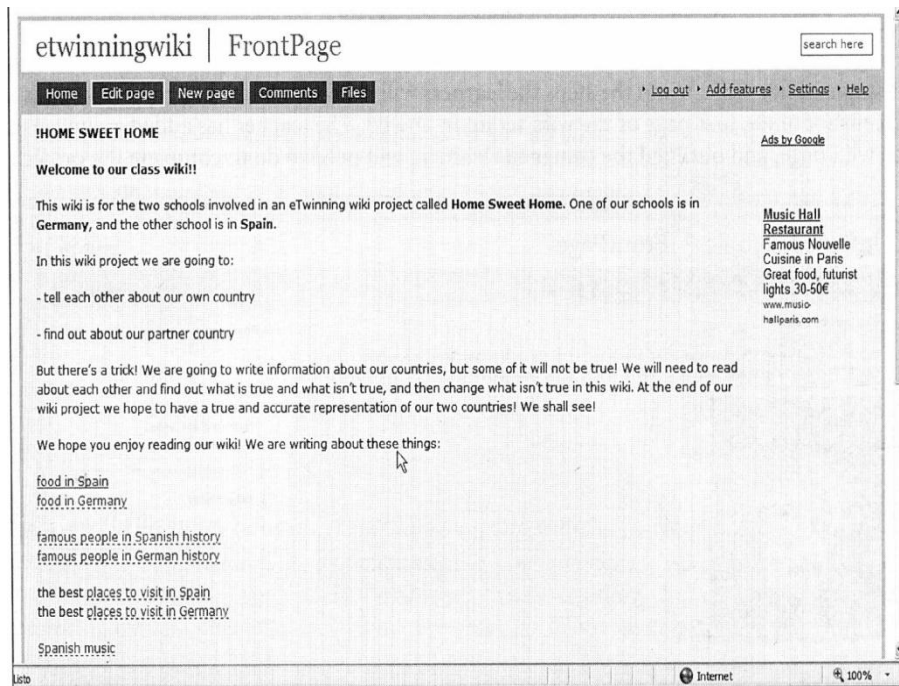 etwinningwiki | FrontPage
search here
Home Edit page New page Comments Files
Log out Add features Settings Help
!HOME SWEET HOME
Ads by Google
Welcome to our class wiki!!
This wiki is for the two schools involved in an eTwinning wiki project called Home Sweet Home. One of our schools is in
Germany, and the other school is in Spain.
Music Hall
Restaurant
Famous Nouvelle
Cuisine in Paris
Great food, futurist
lights 30-50€
www.music-
hallparis.com
In this wiki project we are going to:
- tell each other about our own country
- find out about our partner country
But there's a trick! We are going to write information about our countries, but some of it will not be true! We will need to read
about each other and find out what is true and what isn't true, and then change what isn't true in this wiki. At the end of our
wiki project we hope to have a true and accurate representation of our two countries! We shall see!
We hope you enjoy reading our wiki! We are writing about these things:
food in Spain
food in Germany
famous people in Spanish history
famous people in German history
the best places to visit in Spain
the best places to visit in Germany
Spanish music
Listo
Internet
100%